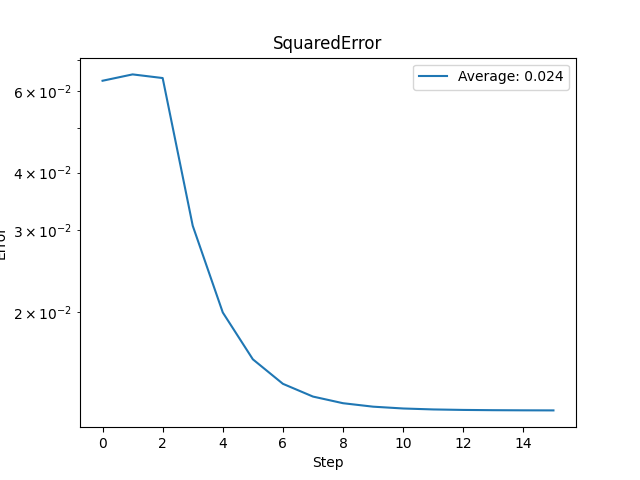 SquaredError
Average: 0.024
6 × 10⁻²
4 × 10⁻²
3 × 10⁻²
2 × 10⁻²
Error
0 2 4 6 8 10 12 14
Step